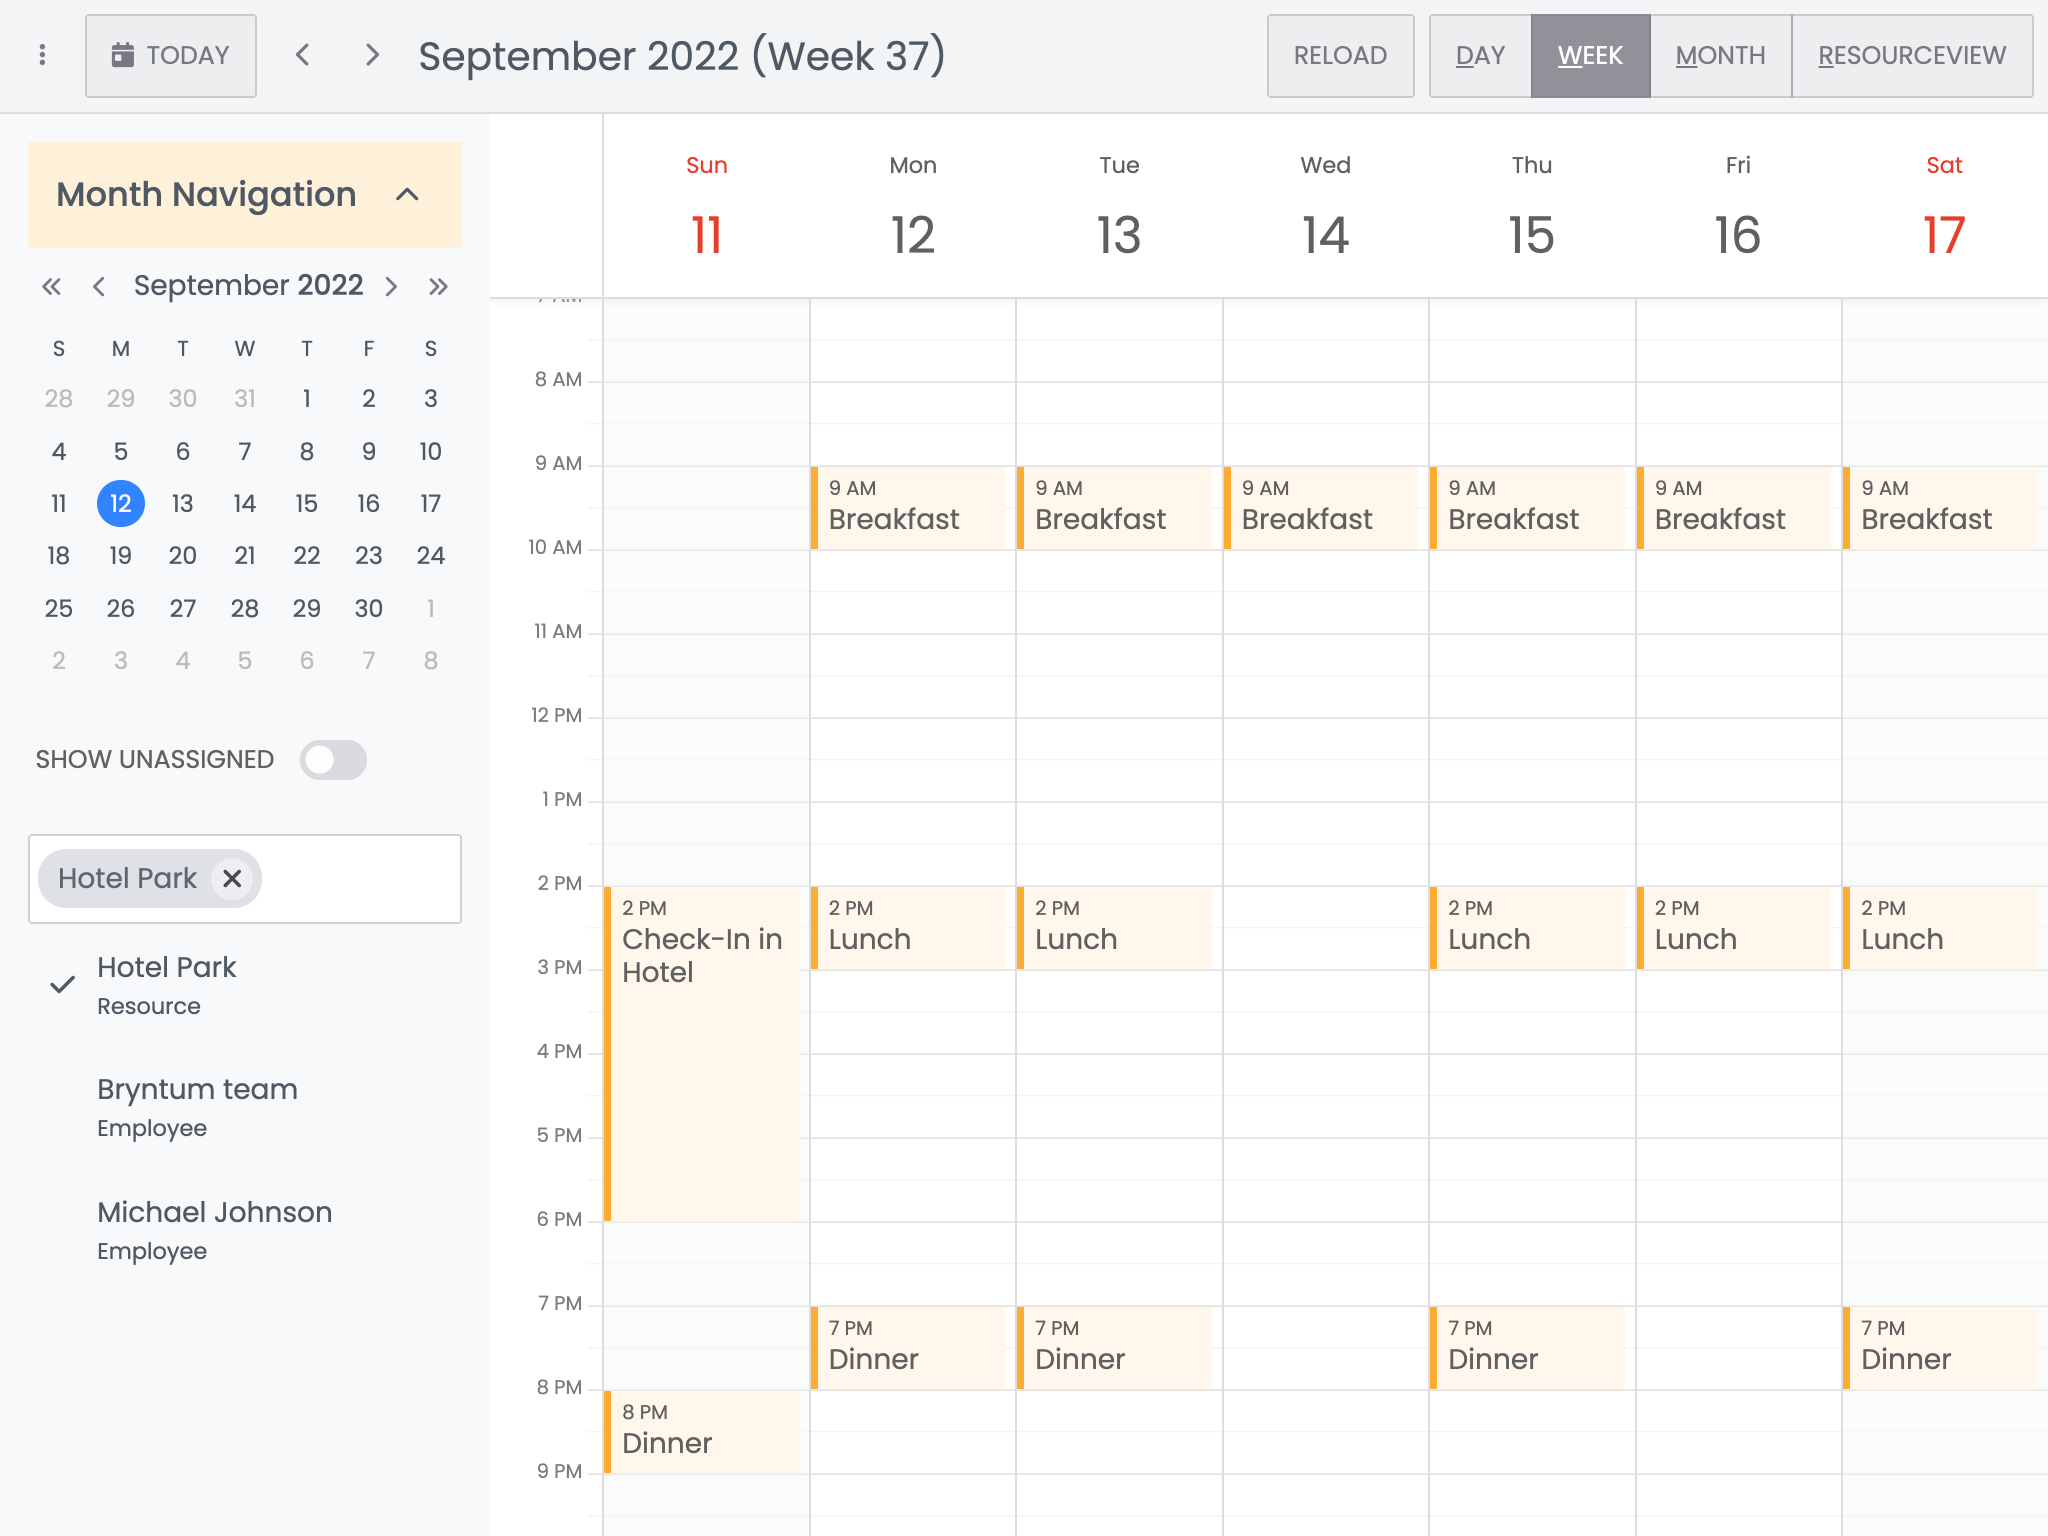 TODAY
September 2022 (Week 37)
RELOAD
DAY
WEEK
MONTH
RESOURCEVIEW
Month Navigation
September 2022
S M T W T F S
28 29 30 31 1 2 3
4 5 6 7 8 9 10
11 12 13 14 15 16 17
18 19 20 21 22 23 24
25 26 27 28 29 30 1
2 3 4 5 6 7 8
SHOW UNASSIGNED
Hotel Park
Hotel Park
Resource
Bryntum team
Employee
Michael Johnson
Employee
Sun Mon Tue Wed Thu Fri Sat
11 12 13 14 15 16 17
7 AM
8 AM
9 AM
10 AM
11 AM
12 PM
1 PM
2 PM
3 PM
4 PM
5 PM
6 PM
7 PM
8 PM
9 PM
2 PM
Check-In in
Hotel
8 PM
Dinner
9 AM
Breakfast
2 PM
Lunch
7 PM
Dinner
9 AM
Breakfast
2 PM
Lunch
7 PM
Dinner
9 AM
Breakfast
9 AM
Breakfast
2 PM
Lunch
7 PM
Dinner
9 AM
Breakfast
2 PM
Lunch
9 AM
Breakfast
2 PM
Lunch
7 PM
Dinner